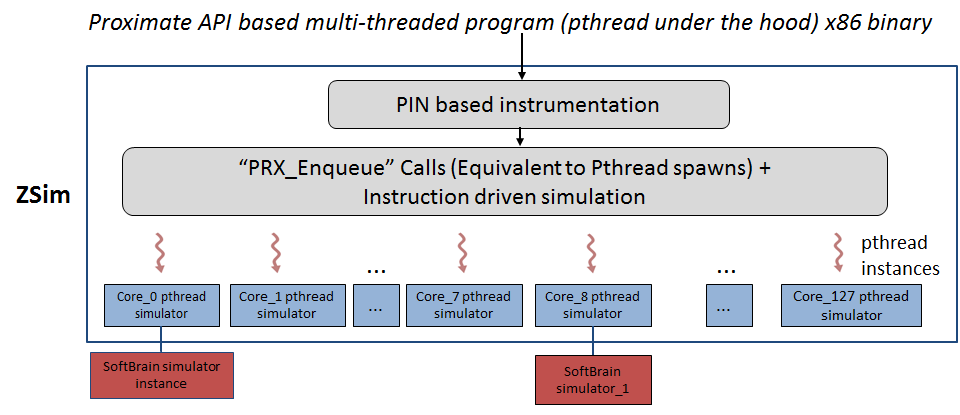 Proximate API based multi-threaded program (pthread under the hood) x86 binary
PIN based instrumentation
“PRX_Enqueue” Calls (Equivalent to Pthread spawns) +
Instruction driven simulation
ZSim
pthread
instances
...
...
Core_0 pthread
simulator
Core_1 pthread
simulator
...
Core_7 pthread
simulator
Core_8 pthread
simulator
...
Core_127 pthread
simulator
SoftBrain simulator
instance
SoftBrain
simulator_1